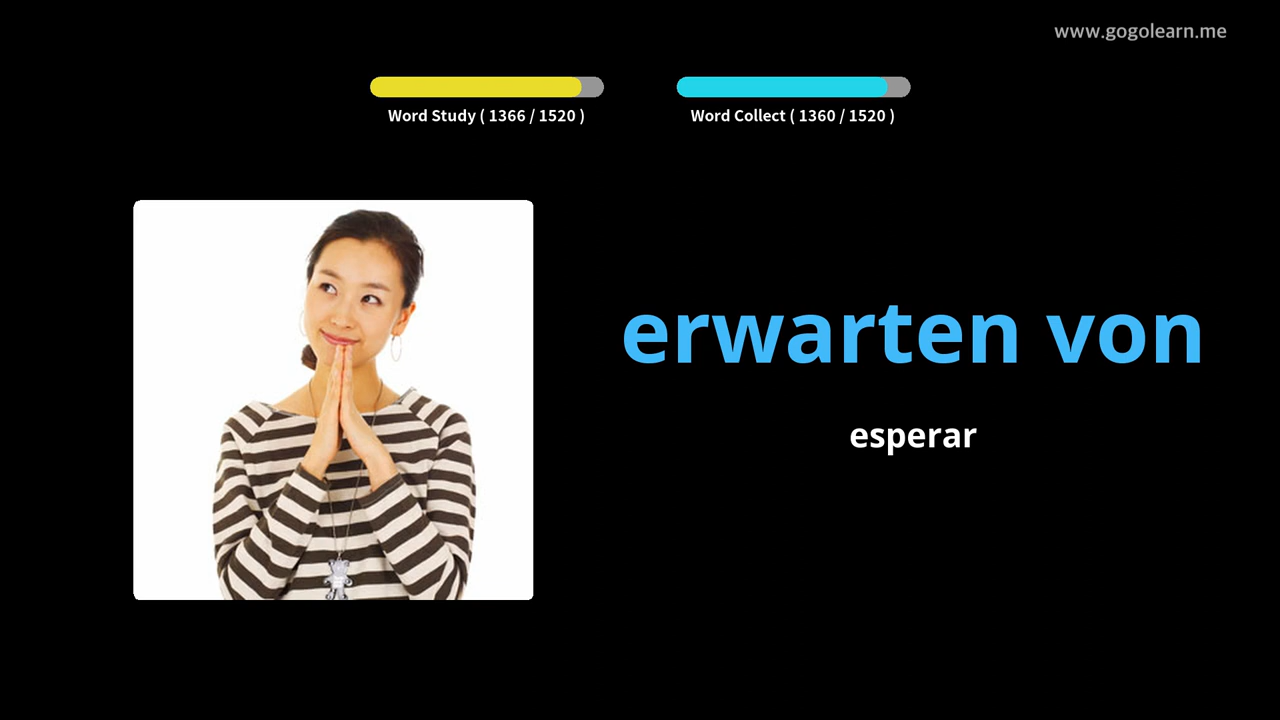 www.gogolearn.me
Word Study ( 1366 / 1520 )
Word Collect ( 1360 / 1520 )
erwarten von
esperar